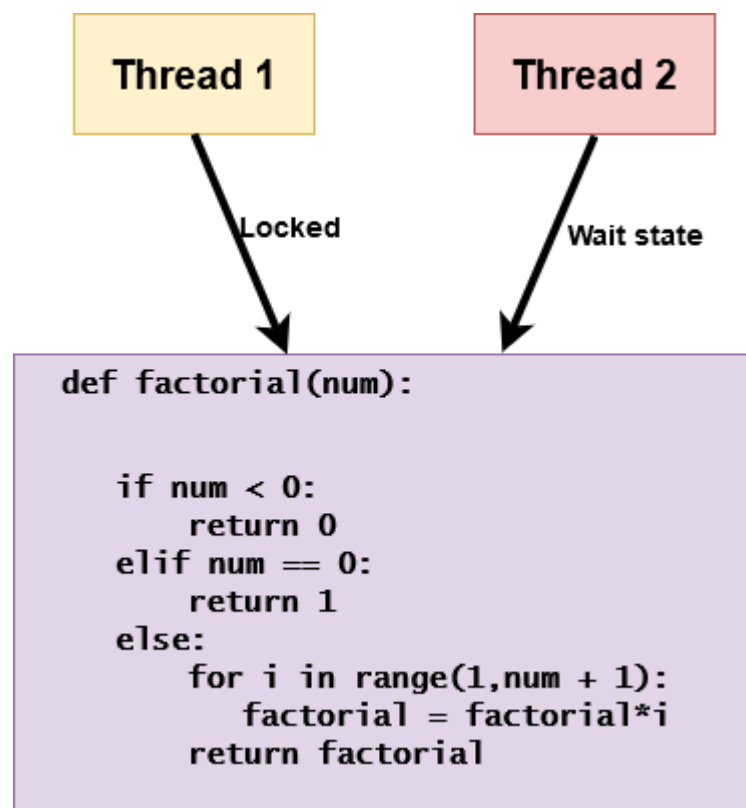 Thread 1
Thread 2
Locked
Wait state
def factorial(num):
if num < 0:
return 0
elif num == 0:
return 1
else:
for i in range(1,num + 1):
factorial = factorial*i
return factorial